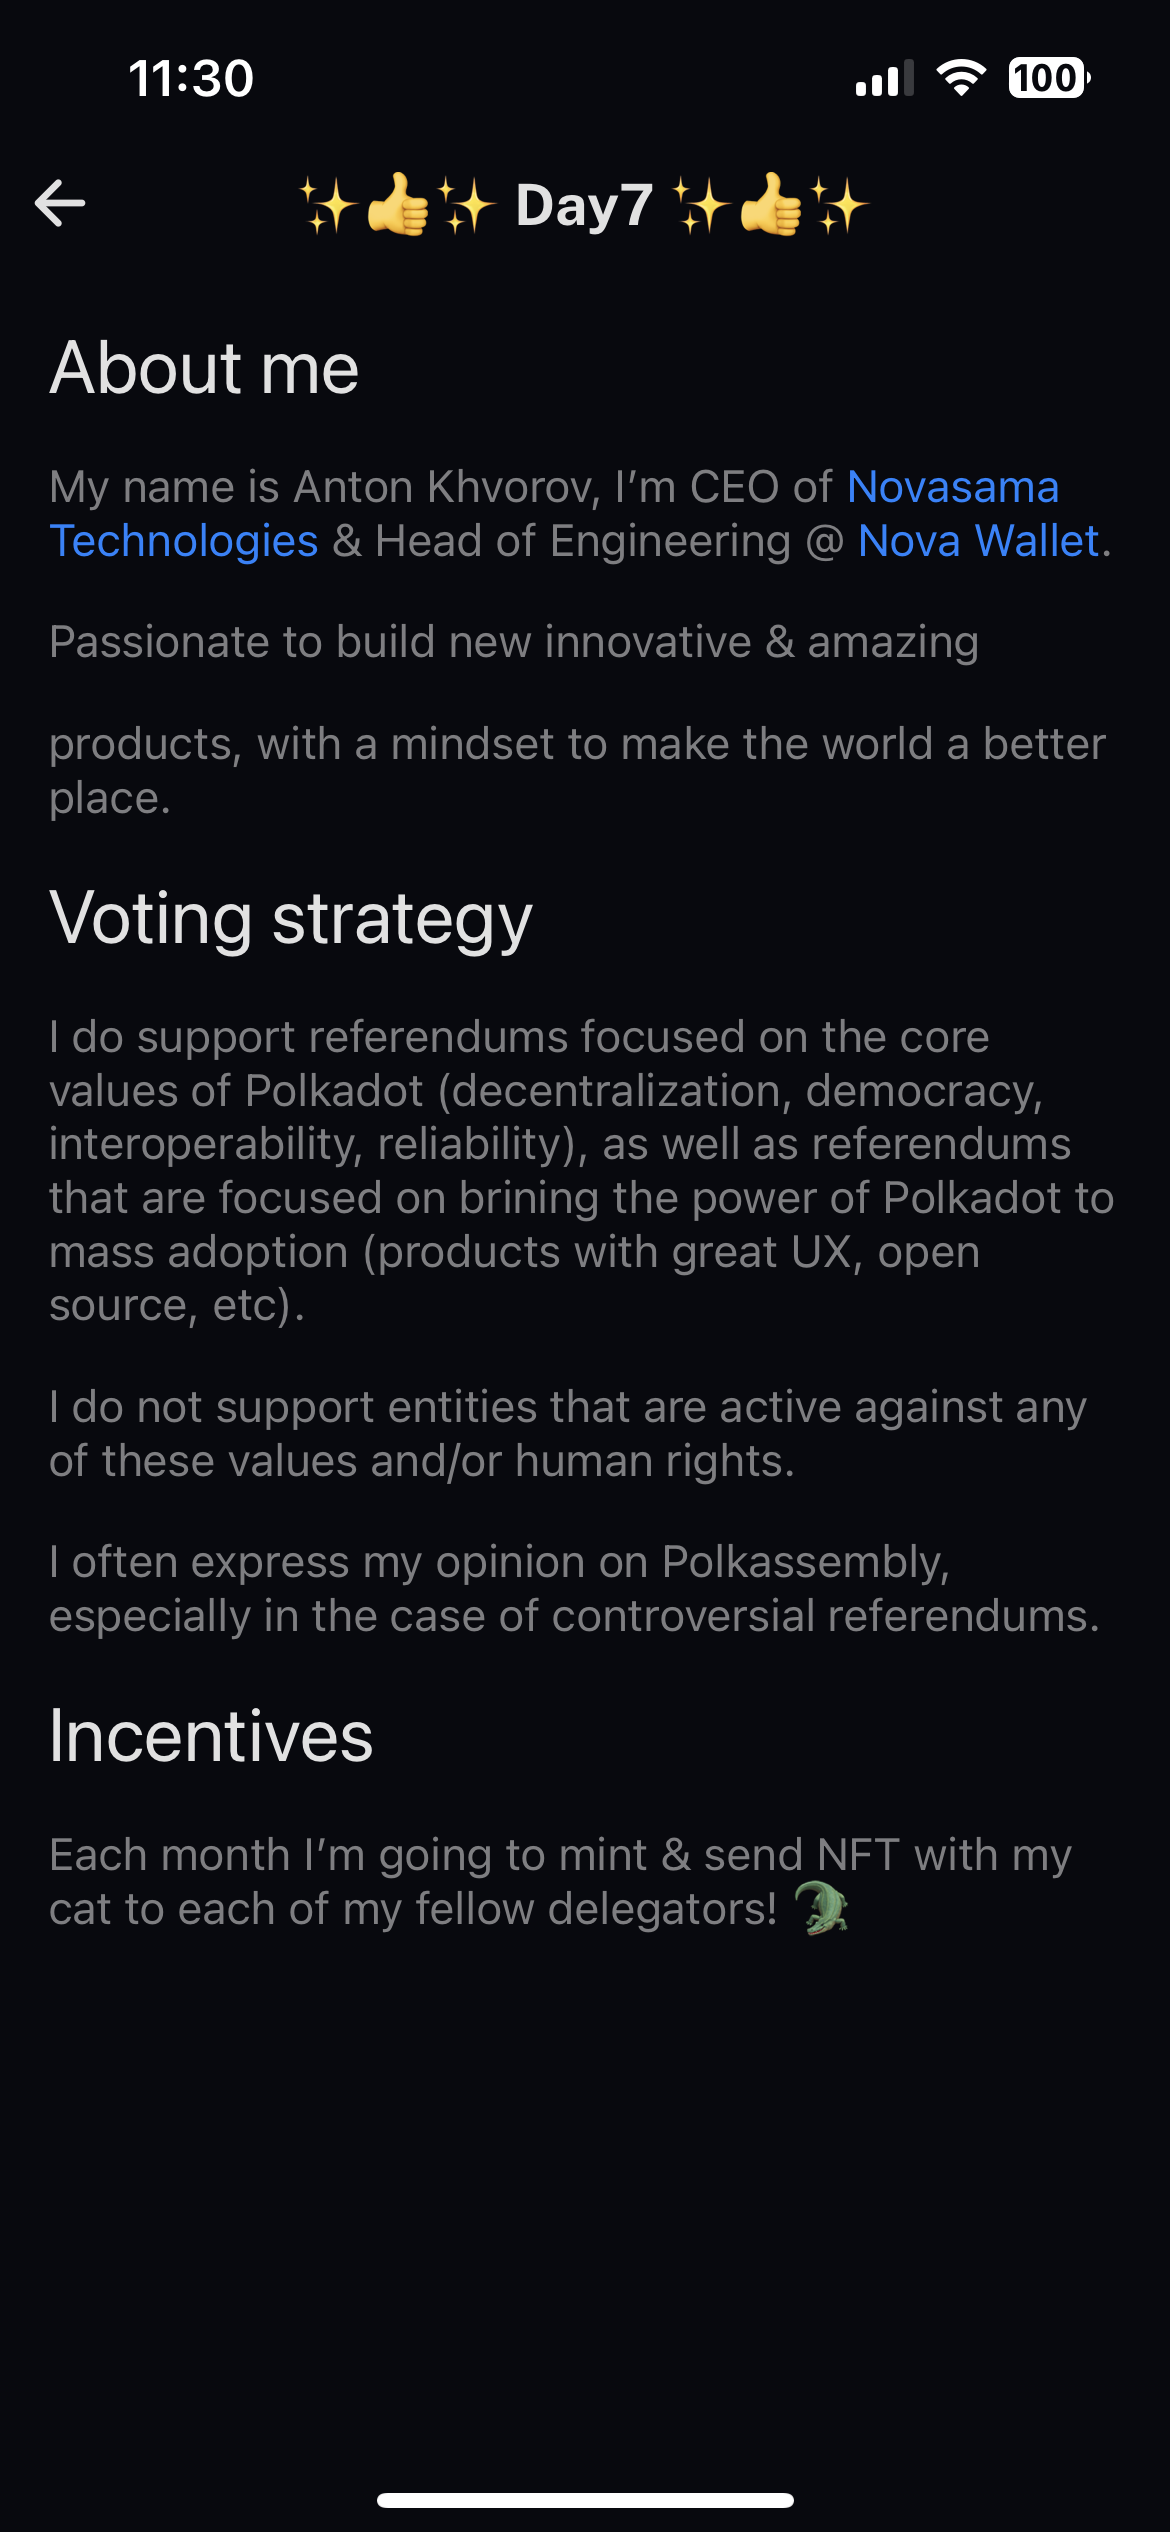 11:30
100
✨👍✨ Day7 ✨👍✨
About me
My name is Anton Khvorov, I’m CEO of Novasama
Technologies & Head of Engineering @ Nova Wallet.
Passionate to build new innovative & amazing
products, with a mindset to make the world a better
place.
Voting strategy
I do support referendums focused on the core
values of Polkadot (decentralization, democracy,
interoperability, reliability), as well as referendums
that are focused on brining the power of Polkadot to
mass adoption (products with great UX, open
source, etc).
I do not support entities that are active against any
of these values and/or human rights.
I often express my opinion on Polkassembly,
especially in the case of controversial referendums.
Incentives
Each month I’m going to mint & send NFT with my
cat to each of my fellow delegators! 🐊